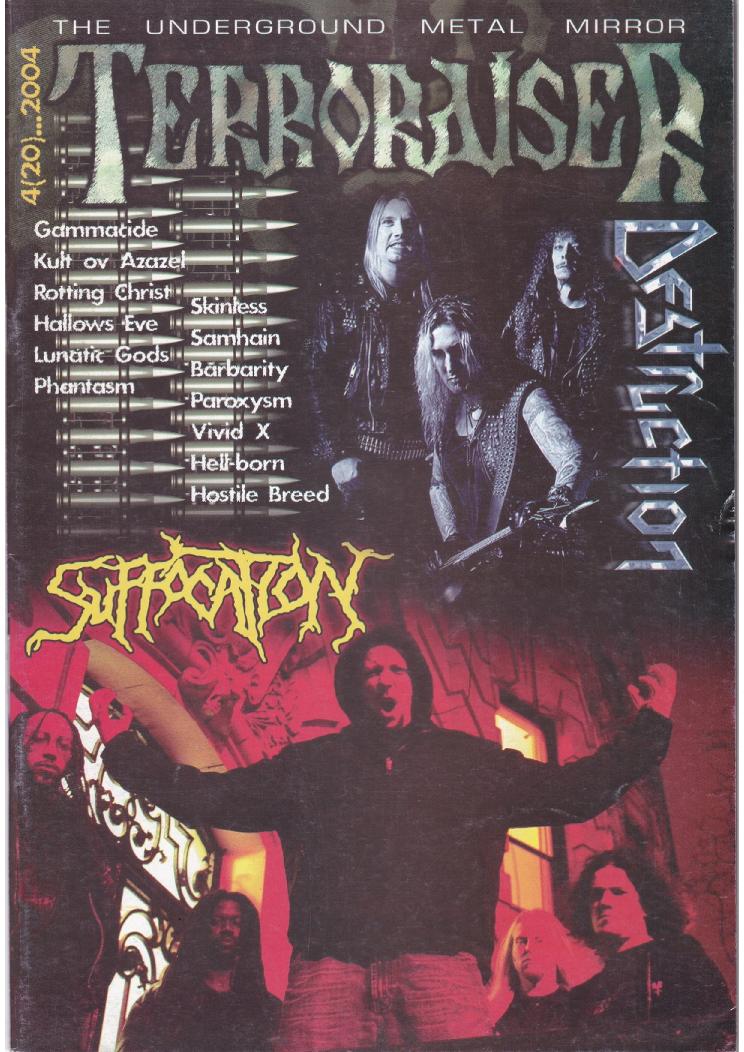 THE UNDERGROUND METAL MIRROR
TERRORAISER
4(20)...2004
Gammacide
Kult ov Azazel
Rotting Christ
Hallows Eve
Lunatic Gods
Phantasm
Skinless
Samhain
Barbarity
Paroxysm
Vivid X
Hell-born
Hostile Breed
DESTRUCTION
SUFFOCATION